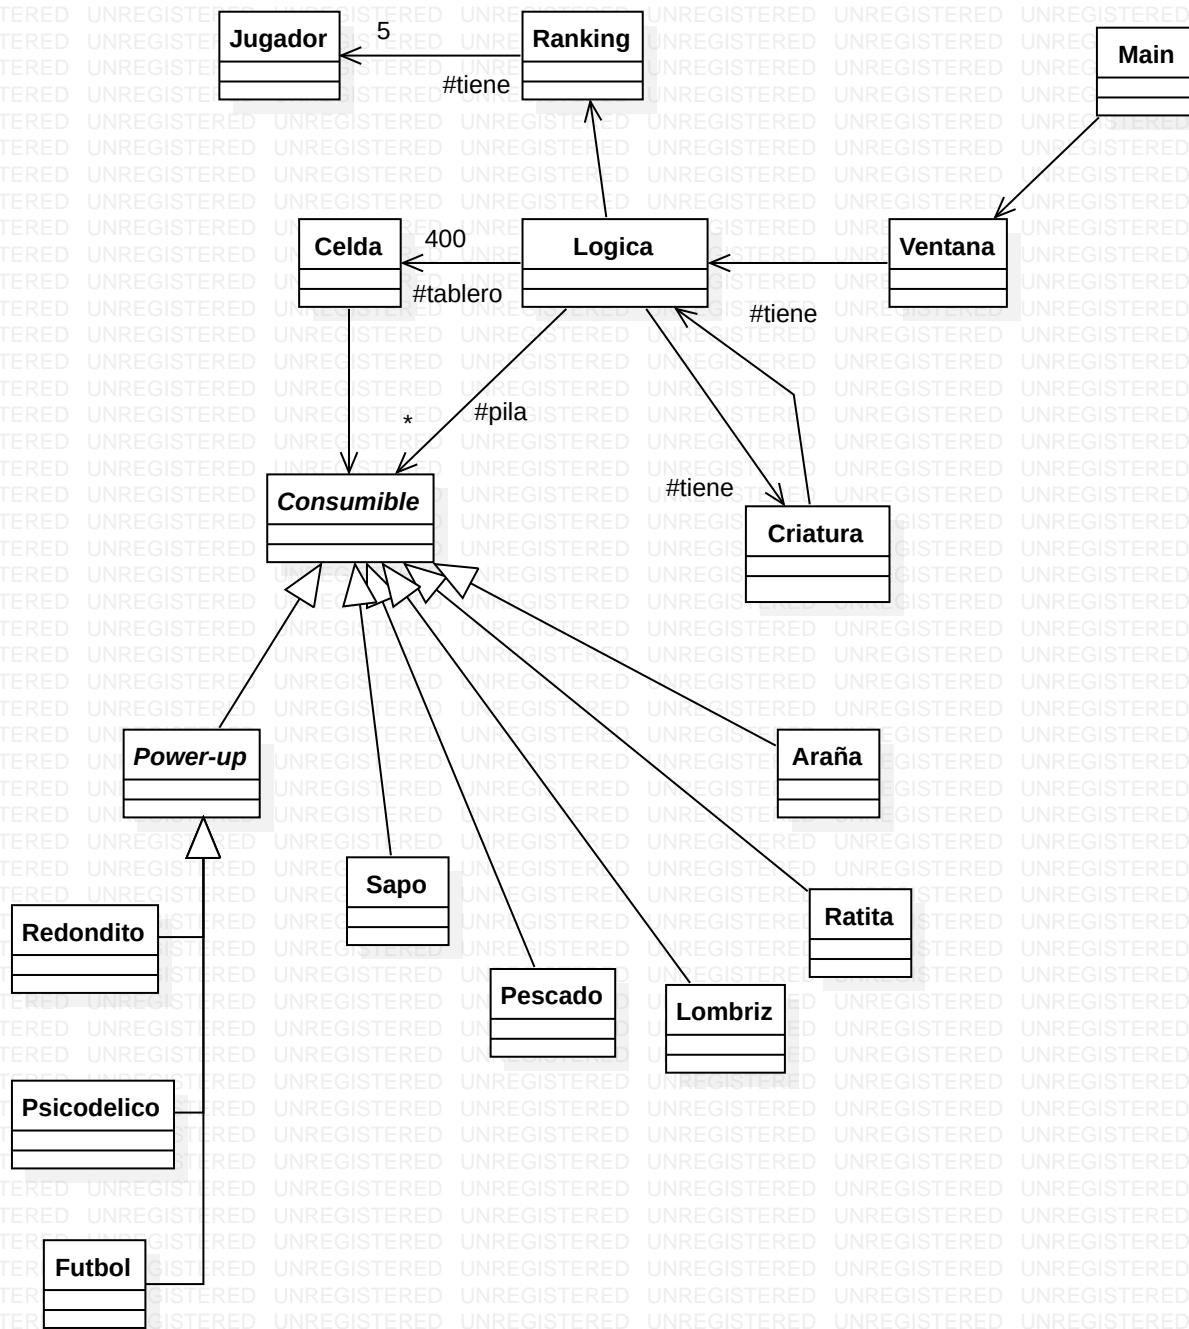 Jugador
5
Ranking
#tiene
Main
Celda
400
#tablero
Logica
Ventana
#tiene
*
#pila
#tiene
Consumible
Criatura
Power-up
Araña
Sapo
Ratita
Redondito
Pescado
Lombriz
Psicodelico
Futbol
UNREGISTERED